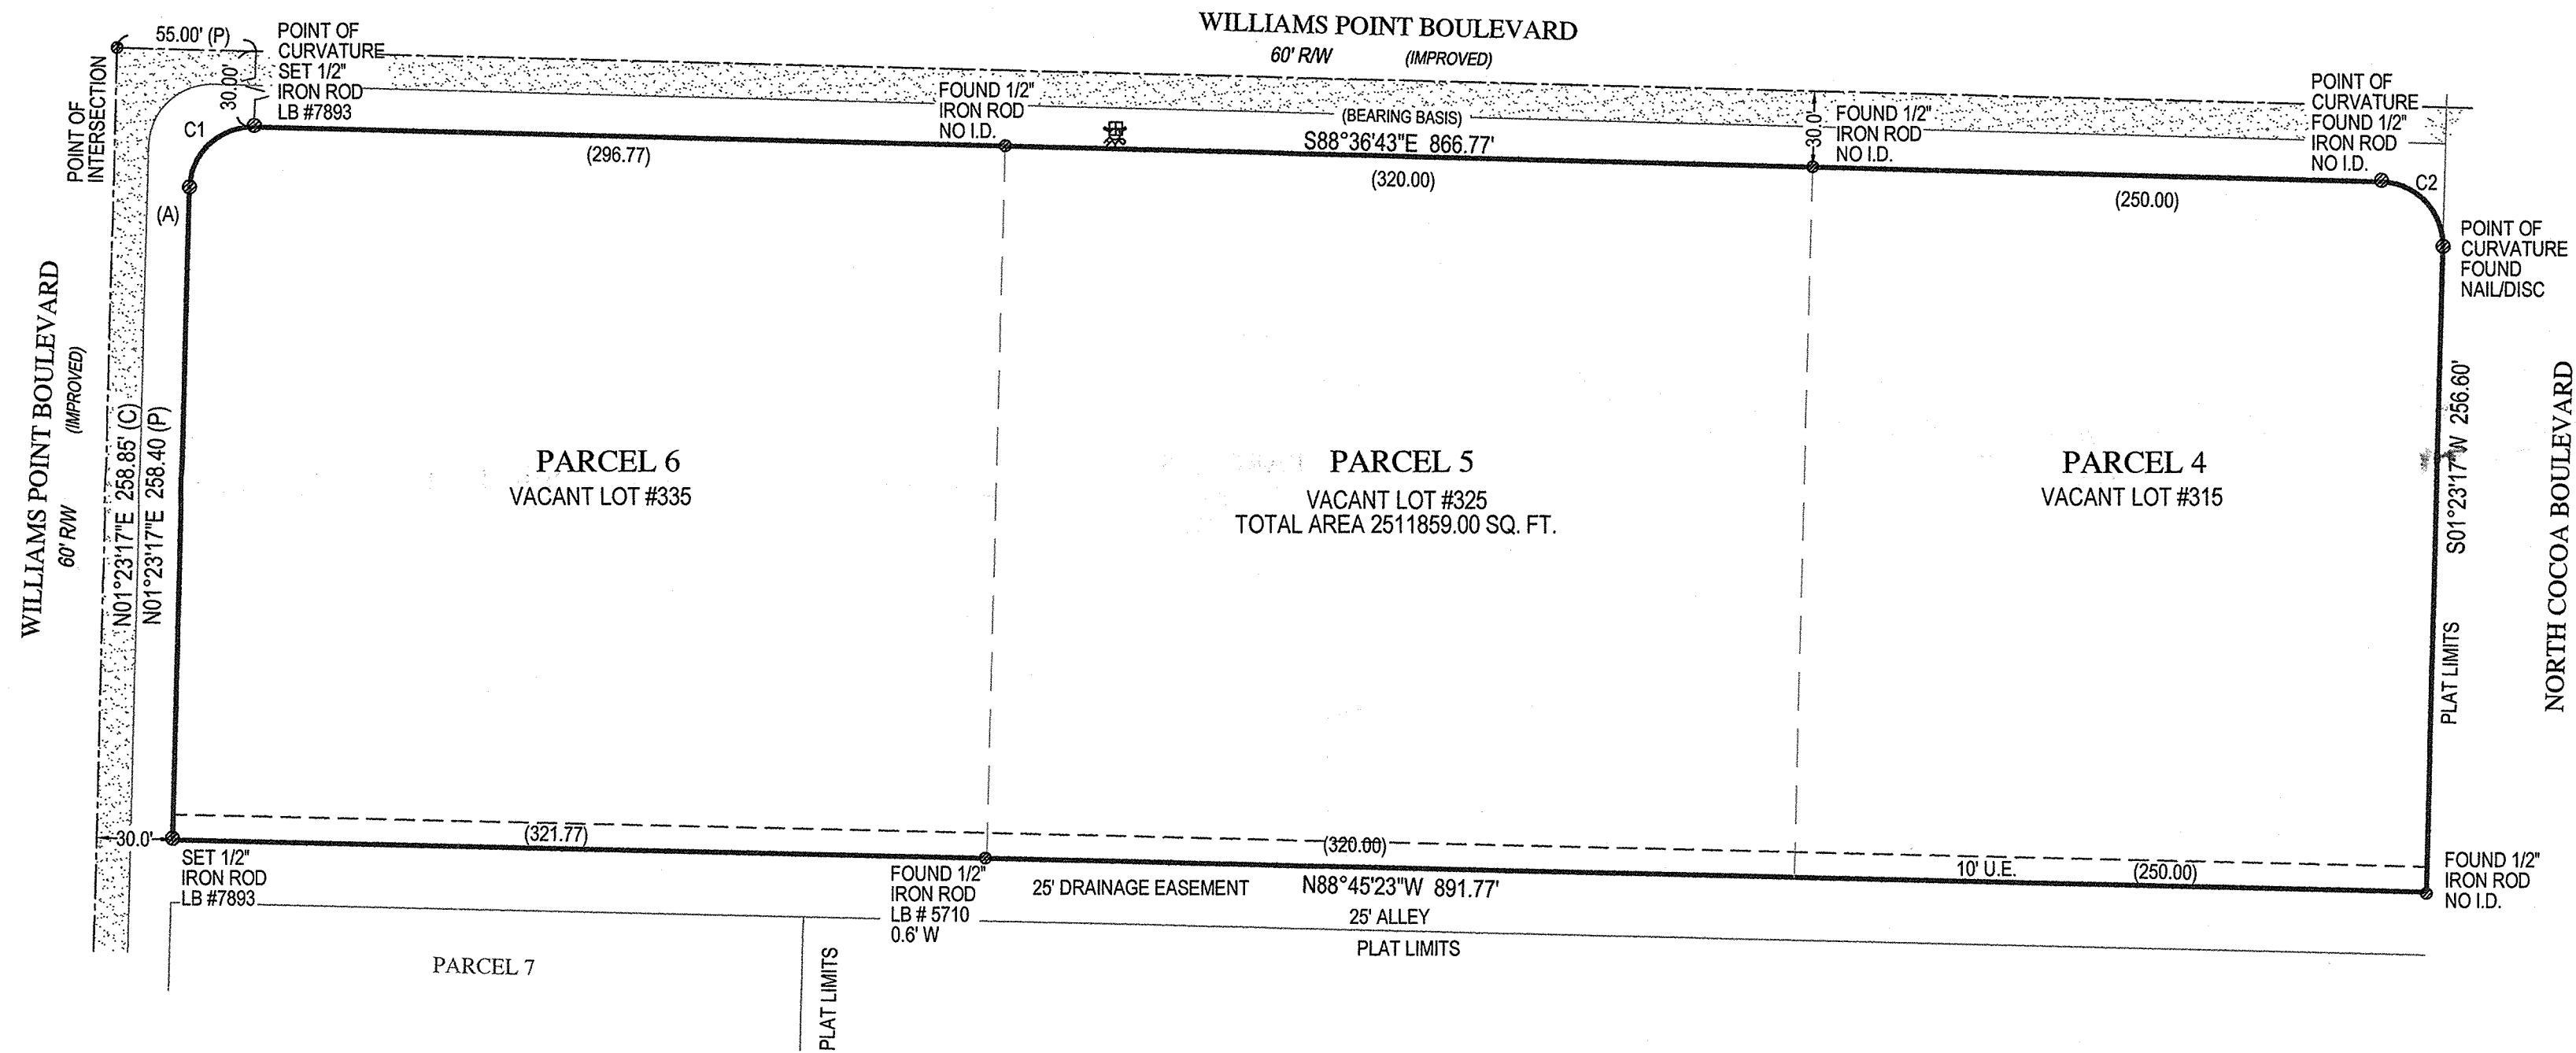 WILLIAMS POINT BOULEVARD
60' R/W (IMPROVED)
55.00' (P)
POINT OF
CURVATURE
SET 1/2"
IRON ROD
LB #7893
30.00'
POINT OF
INTERSECTION
C1
(A)
(296.77)
FOUND 1/2"
IRON ROD
NO I.D.
(BEARING BASIS)
S88°36'43"E 866.77'
(320.00)
30.0'
FOUND 1/2"
IRON ROD
NO I.D.
(250.00)
POINT OF
CURVATURE
FOUND 1/2"
IRON ROD
NO I.D.
C2
POINT OF
CURVATURE
FOUND
NAIL/DISC
WILLIAMS POINT BOULEVARD
60' R/W (IMPROVED)
N01°23'17"E 258.85' (C)
N01°23'17"E 258.40 (P)
PARCEL 6
VACANT LOT #335
PARCEL 5
VACANT LOT #325
TOTAL AREA 2511859.00 SQ. FT.
PARCEL 4
VACANT LOT #315
S01°23'17"W 256.60'
PLAT LIMITS
NORTH COCOA BOULEVARD
30.0'
SET 1/2"
IRON ROD
LB #7893
(321.77)
FOUND 1/2"
IRON ROD
LB # 5710
0.6' W
(320.00)
25' DRAINAGE EASEMENT
N88°45'23"W 891.77'
25' ALLEY
PLAT LIMITS
10' U.E.
(250.00)
FOUND 1/2"
IRON ROD
NO I.D.
PARCEL 7
PLAT LIMITS